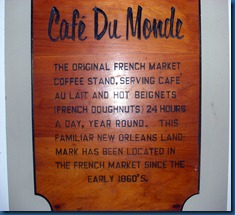 Café Du Monde
THE ORIGINAL FRENCH MARKET
COFFEE STAND, SERVING CAFE
AU LAIT AND HOT BEIGNETS
(FRENCH DOUGHNUTS) 24 HOURS
A DAY, YEAR ROUND. THIS
FAMILIAR NEW ORLEANS LAND
MARK HAS BEEN LOCATED IN
THE FRENCH MARKET SINCE THE
EARLY 1860'S.